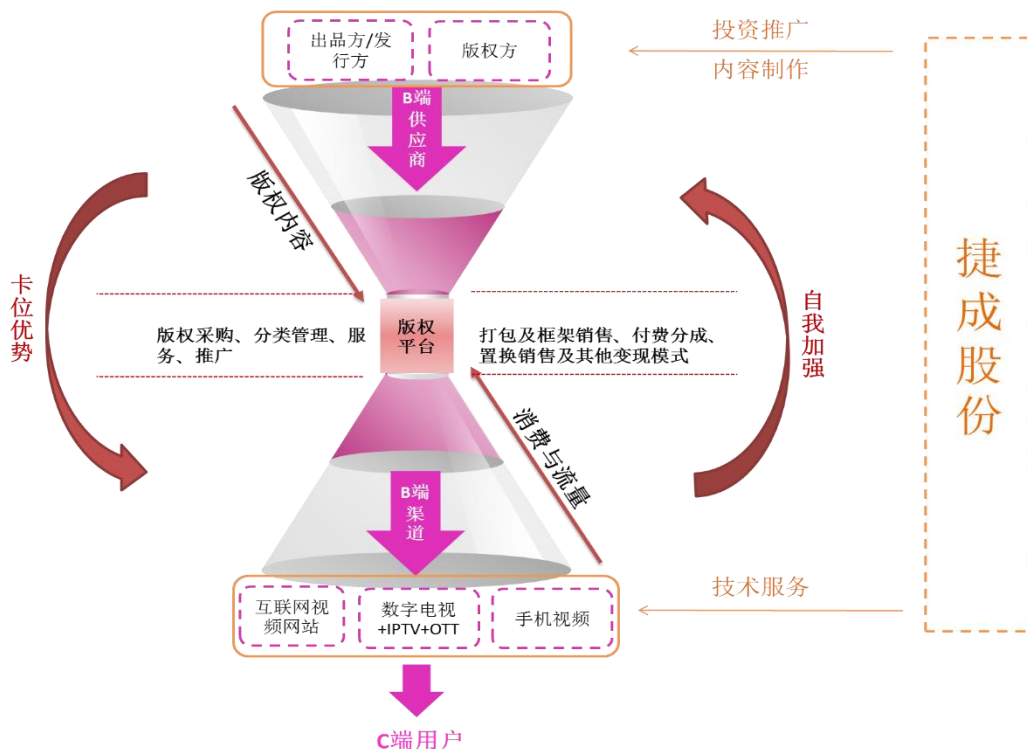 出品方/发
行方
版权方
投资推广
内容制作
B端
供
应
商
版权内容
卡
位
优
势
版权采购、分类管理、服
务、推广
版权
平台
打包及框架销售、付费分成、
置换销售及其他变现模式
自
我
加
强
捷
成
股
份
消费与流量
B端
渠
道
互联网视
频网站
数字电视
+IPTV+OTT
手机视频
技术服务
C端用户